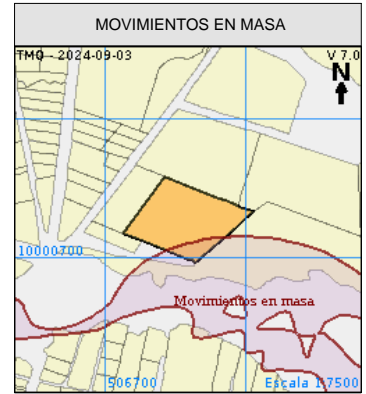 MOVIMIENTOS EN MASA
TMQ - 2024-09-03
V 7.0
N
10000700
Movimientos en masa
506700
Escala 1:7500